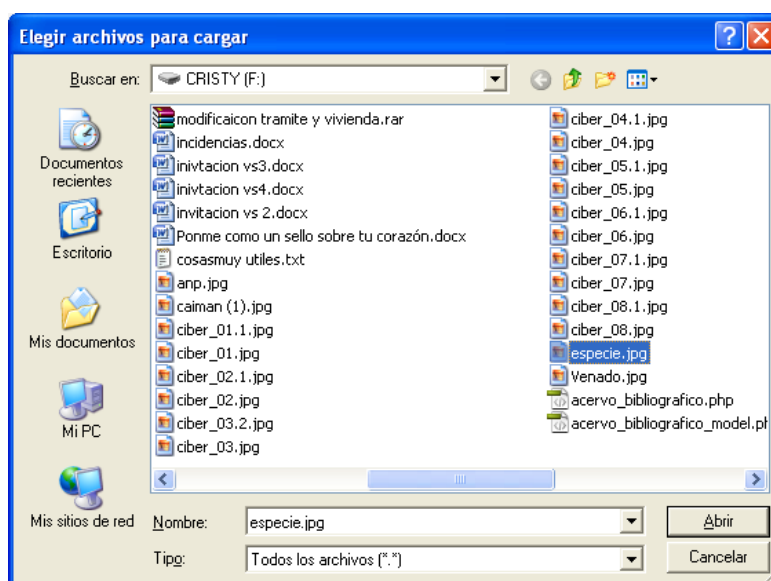 Elegir archivos para cargar
Buscar en: CRISTY (F:)
Documentos
recientes
Escritorio
Mis documentos
Mi PC
Mis sitios de red
modificaicon tramite y vivienda.rar
incidencias.docx
inivtacion vs3.docx
inivtacion vs4.docx
invitacion vs 2.docx
Ponme como un sello sobre tu corazón.docx
cosasmuy utiles.txt
anp.jpg
caiman (1).jpg
ciber_01.1.jpg
ciber_01.jpg
ciber_02.1.jpg
ciber_02.jpg
ciber_03.2.jpg
ciber_03.jpg
ciber_04.1.jpg
ciber_04.jpg
ciber_05.1.jpg
ciber_05.jpg
ciber_06.1.jpg
ciber_06.jpg
ciber_07.1.jpg
ciber_07.jpg
ciber_08.1.jpg
ciber_08.jpg
especie.jpg
Venado.jpg
acervo_bibliografico.php
acervo_bibliografico_model.ph
Nombre: especie.jpg Abrir
Tipo: Todos los archivos (*.*) Cancelar